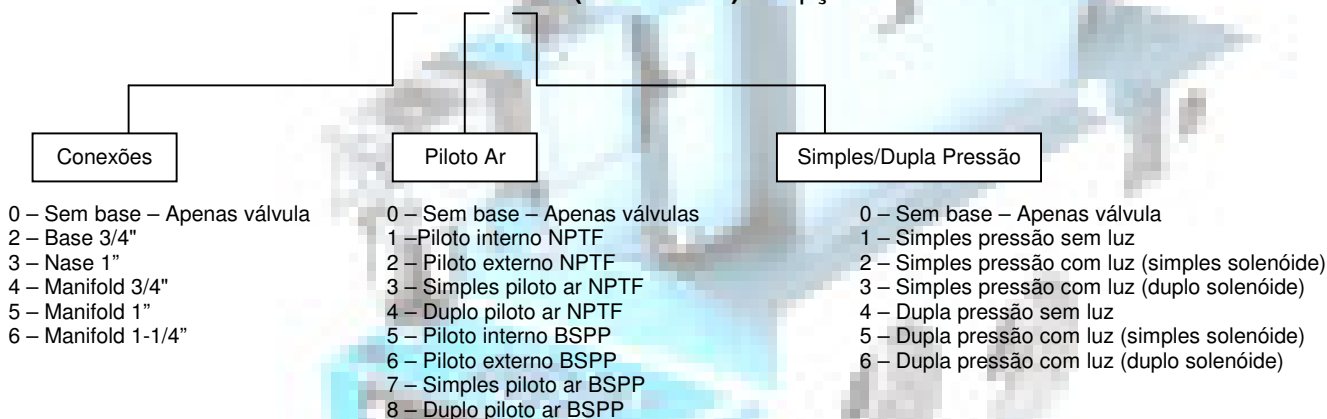 Conexões
Piloto Ar
Simples/Dupla Pressão
0 – Sem base – Apenas válvula
2 – Base 3/4"
3 – Nase 1”
4 – Manifold 3/4"
5 – Manifold 1”
6 – Manifold 1-1/4”
0 – Sem base – Apenas válvulas
1 –Piloto interno NPTF
2 – Piloto externo NPTF
3 – Simples piloto ar NPTF
4 – Duplo piloto ar NPTF
5 – Piloto interno BSPP
6 – Piloto externo BSPP
7 – Simples piloto ar BSPP
8 – Duplo piloto ar BSPP
0 – Sem base – Apenas válvula
1 – Simples pressão sem luz
2 – Simples pressão com luz (simples solenóide)
3 – Simples pressão com luz (duplo solenóide)
4 – Dupla pressão sem luz
5 – Dupla pressão com luz (simples solenóide)
6 – Dupla pressão com luz (duplo solenóide)